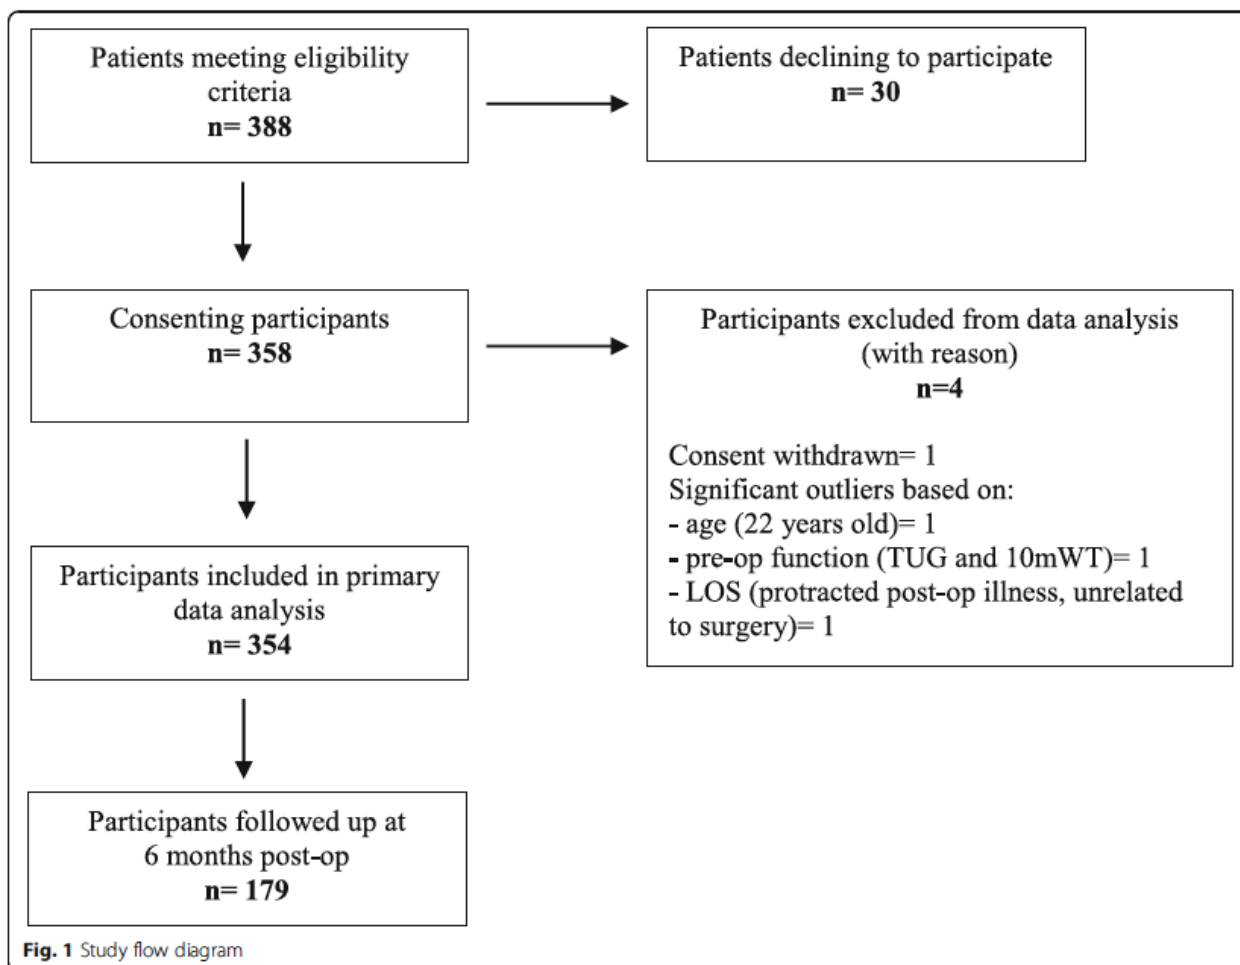 Patients meeting eligibility
criteria
n= 388
Patients declining to participate
n= 30
Consenting participants
n= 358
Participants excluded from data analysis
(with reason)
n=4
Consent withdrawn= 1
Significant outliers based on:
- age (22 years old)= 1
- pre-op function (TUG and 10mWT)= 1
- LOS (protracted post-op illness, unrelated
to surgery)= 1
Participants included in primary
data analysis
n= 354
Participants followed up at
6 months post-op
n= 179
Fig. 1 Study flow diagram